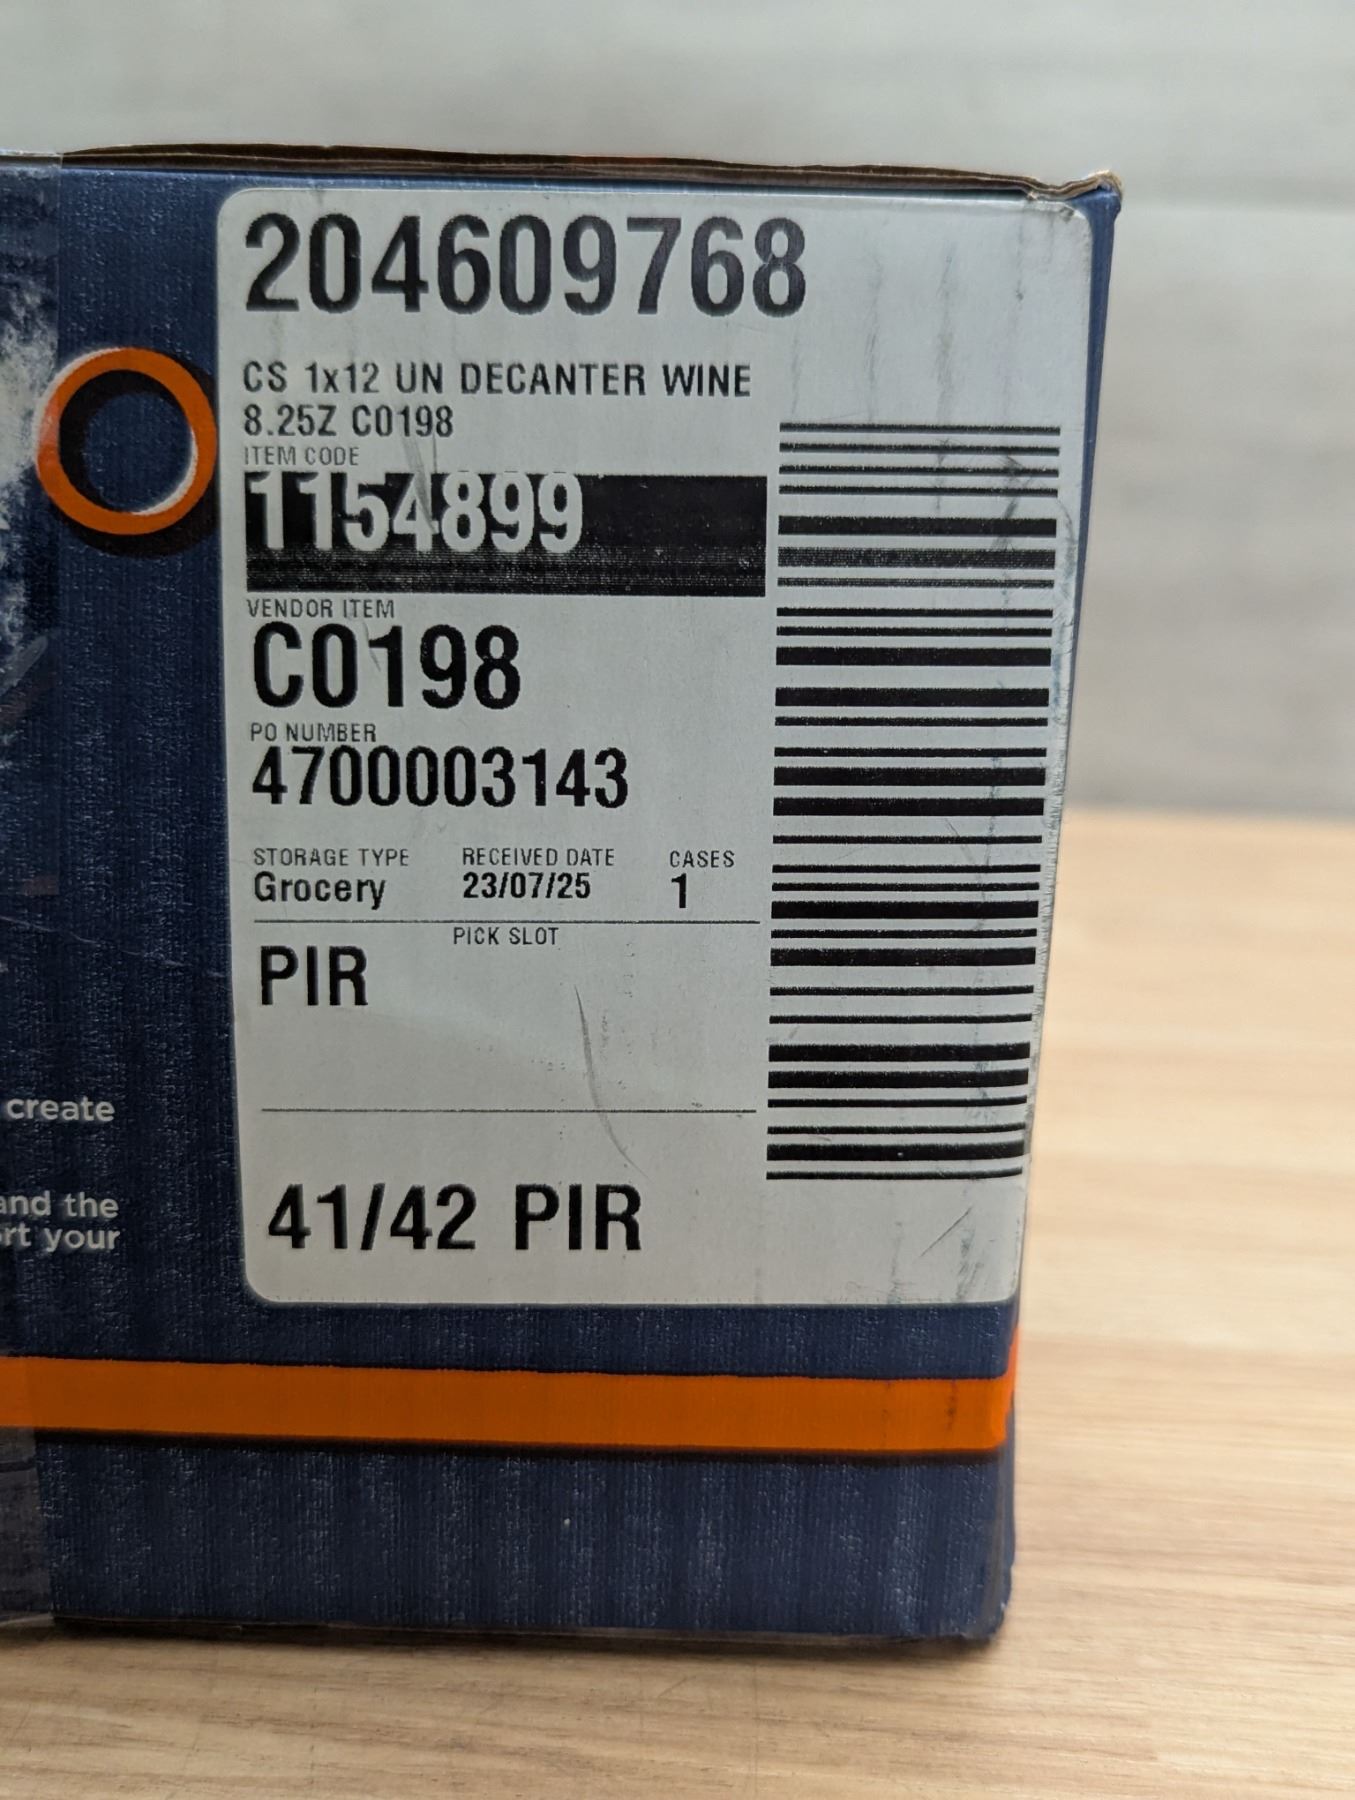 204609768
CS 1x12 UN DECANTER WINE
8.25Z C0198
ITEM CODE
1154899
VENDOR ITEM
C0198
PO NUMBER
4700003143
STORAGE TYPE RECEIVED DATE CASES
Grocery 23/07/25 1
PICK SLOT
PIR
41/42 PIR
create
and the
your